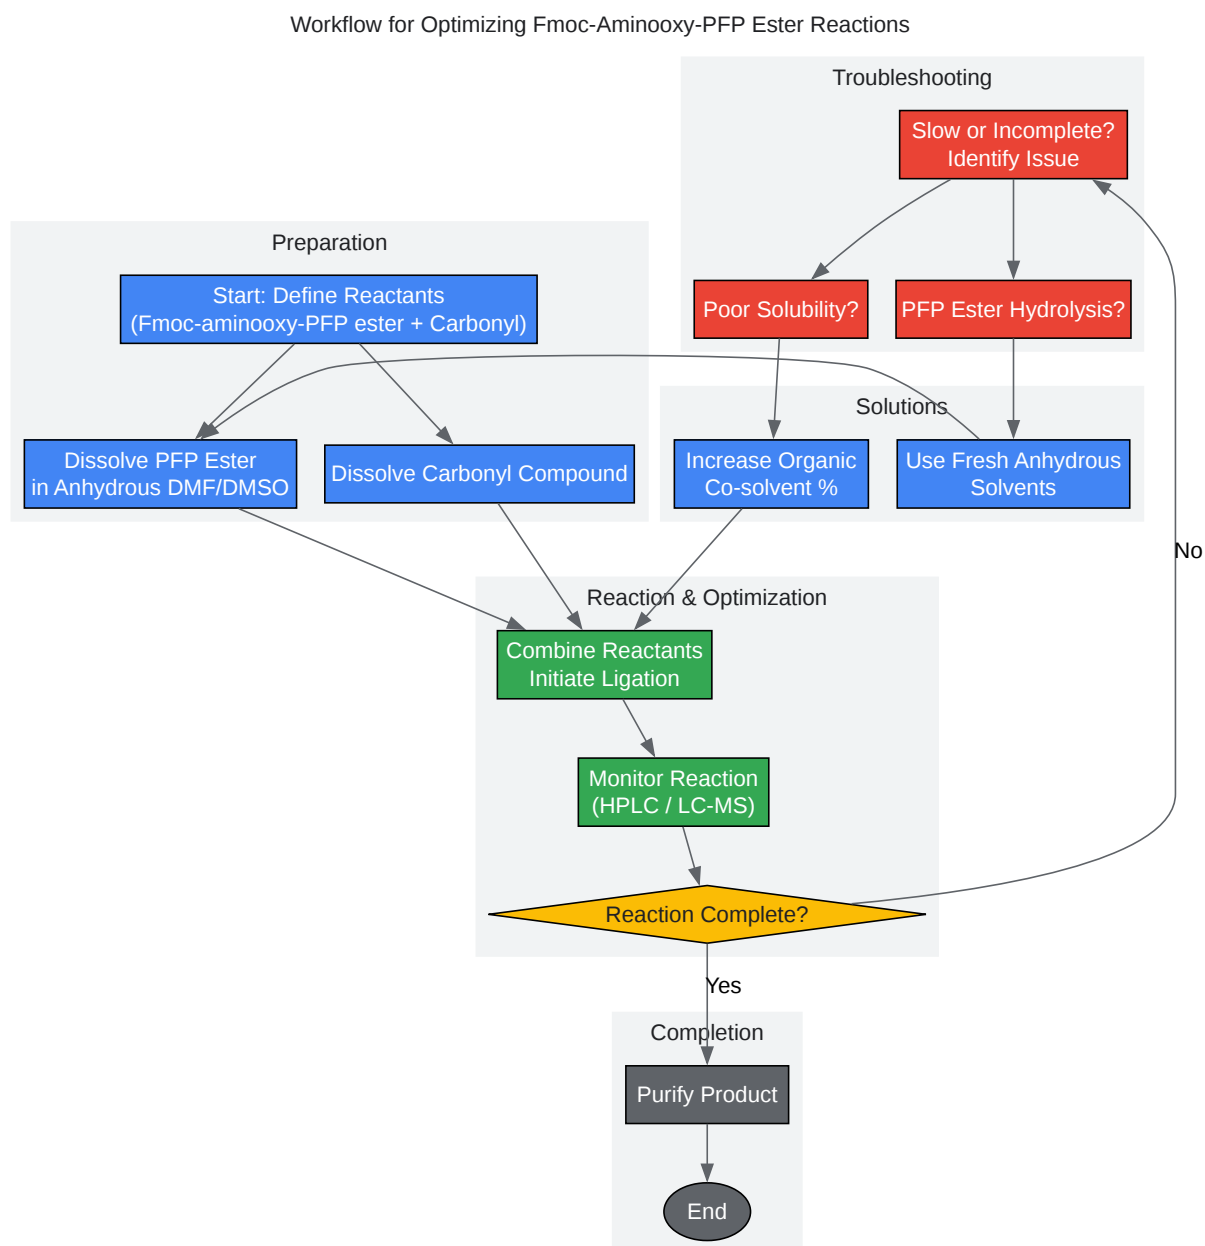 Workflow for Optimizing Fmoc-Aminooxy-PFP Ester Reactions
Troubleshooting
Slow or Incomplete?
Identify Issue
Poor Solubility?
PFP Ester Hydrolysis?
Preparation
Start: Define Reactants
(Fmoc-aminooxy-PFP ester + Carbonyl)
Dissolve PFP Ester
in Anhydrous DMF/DMSO
Dissolve Carbonyl Compound
Solutions
Increase Organic
Co-solvent %
Use Fresh Anhydrous
Solvents
No
Reaction & Optimization
Combine Reactants
Initiate Ligation
Monitor Reaction
(HPLC / LC-MS)
Reaction Complete?
Yes
Completion
Purify Product
End